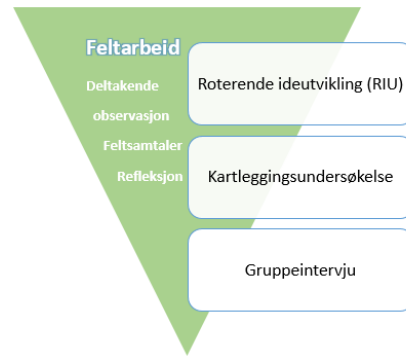 Feltarbeid
Deltakende
observasjon
Feltsamtaler
Refleksjon
Roterende ideutvikling (RIU)
Kartleggingsundersøkelse
Gruppeintervju